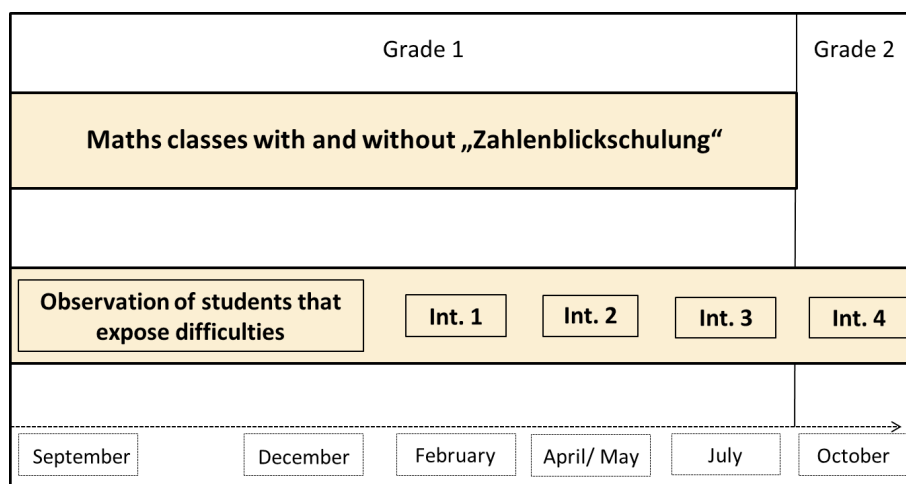 Grade 1
Grade 2
Maths classes with and without „Zahlenblickschulung“
Observation of students that
expose difficulties
Int. 1
Int. 2
Int. 3
Int. 4
September
December
February
April/ May
July
October